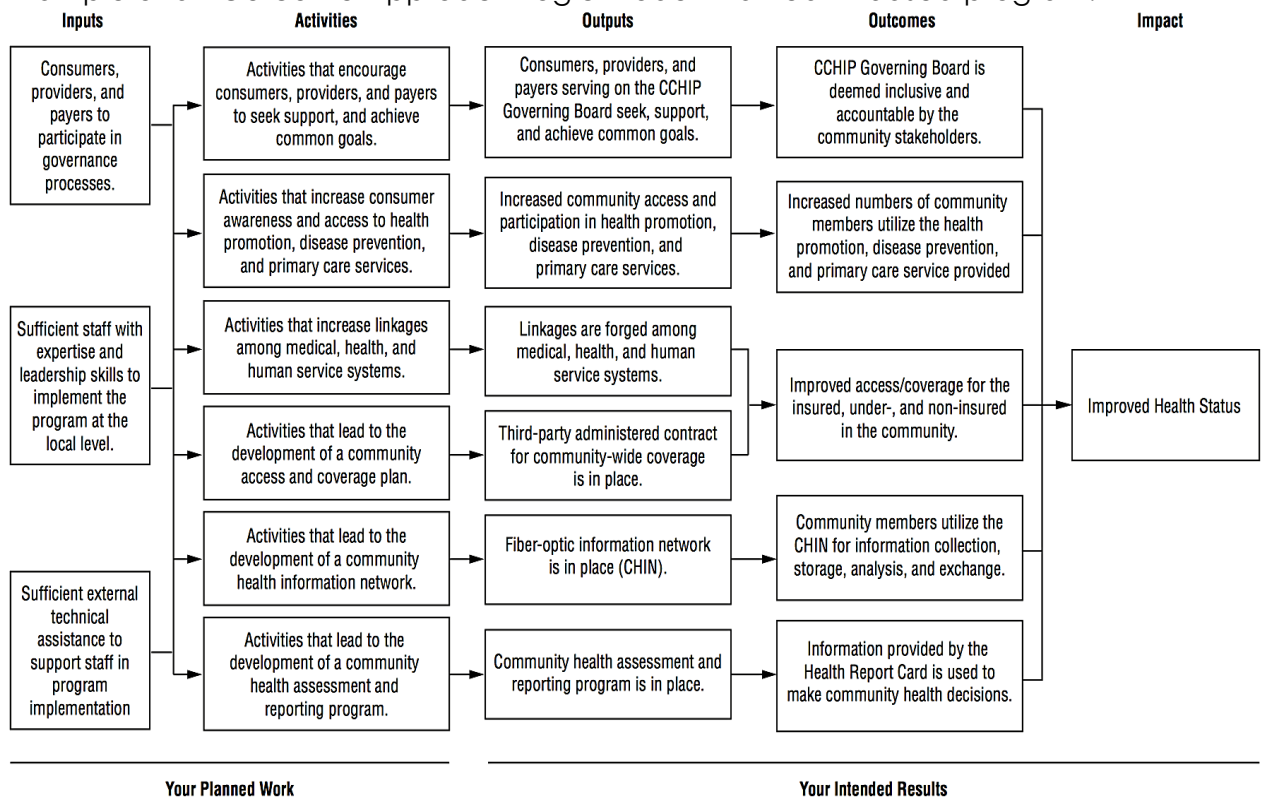 Inputs
Activities
Outputs
Outcomes
Impact
Consumers,
providers, and
payers to
participate in
governance
processes.
Sufficient staff with
expertise and
leadership skills to
implement the
program at the
local level.
Sufficient external
technical
assistance to
support staff in
program
implementation
Activities that encourage
consumers, providers, and payers
to seek support, and achieve
common goals.
Activities that increase consumer
awareness and access to health
promotion, disease prevention,
and primary care services.
Activities that increase linkages
among medical, health, and
human service systems.
Activities that lead to the
development of a community
access and coverage plan.
Activities that lead to the
development of a community
health information network.
Activities that lead to the
development of a community
health assessment and
reporting program.
Consumers, providers, and
payers serving on the CCHIP
Governing Board seek, support,
and achieve common goals.
Increased community access and
participation in health promotion,
disease prevention, and
primary care services.
Linkages are forged among
medical, health, and human
service systems.
Third-party administered contract
for community-wide coverage
is in place.
Fiber-optic information network
is in place (CHIN).
Community health assessment and
reporting program is in place.
CCHIP Governing Board is
deemed inclusive and
accountable by the
community stakeholders.
Increased numbers of community
members utilize the health
promotion, disease prevention,
and primary care service provided
Improved access/coverage for the
insured, under-, and non-insured
in the community.
Community members utilize the
CHIN for information collection,
storage, analysis, and exchange.
Information provided by the
Health Report Card is used to
make community health decisions.
Improved Health Status
Your Planned Work
Your Intended Results